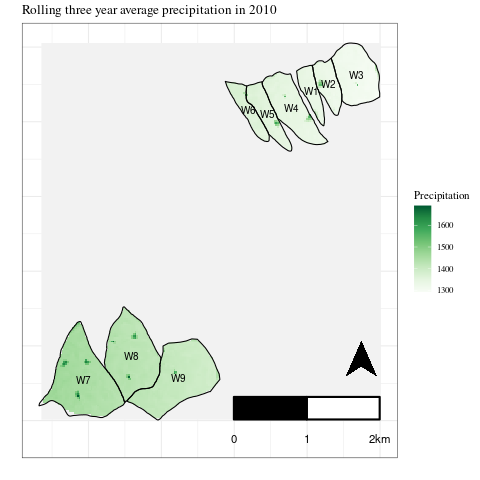 Rolling three year average precipitation in 2010
W3
W2
W1
W4
W6
W5
Precipitation
1600
1500
1400
1300
W8
W7
W9
0 1 2km